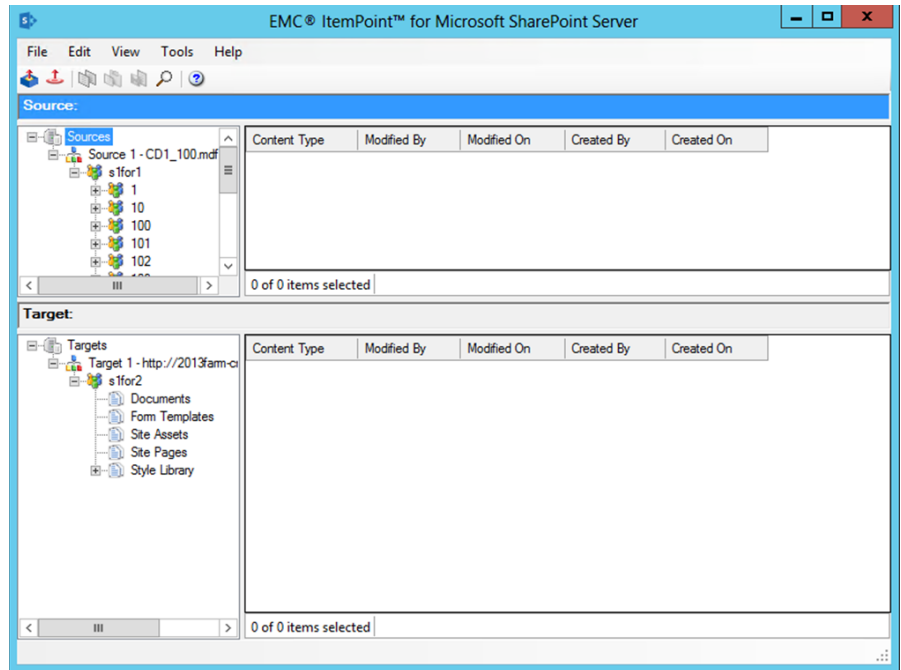 EMC® ItemPoint™ for Microsoft SharePoint Server
File Edit View Tools Help
Source:
Sources
Source 1 - CD1_100.mdf
s1for1
1
10
100
101
102
Content Type Modified By Modified On Created By Created On
0 of 0 items selected
Target:
Targets
Target 1 - http://2013farm-c
s1for2
Documents
Form Templates
Site Assets
Site Pages
Style Library
Content Type Modified By Modified On Created By Created On
0 of 0 items selected